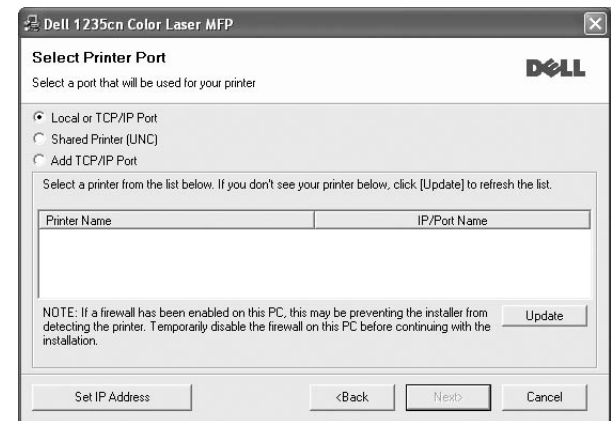 Dell 1235cn Color Laser MFP
Select Printer Port
Select a port that will be used for your printer
DELL
Local or TCP/IP Port
Shared Printer (UNC)
Add TCP/IP Port
Select a printer from the list below. If you don't see your printer below, click [Update] to refresh the list.
Printer Name IP/Port Name
NOTE: If a firewall has been enabled on this PC, this may be preventing the installer from
detecting the printer. Temporarily disable the firewall on this PC before continuing with the
installation.
Update
Set IP Address <Back Next> Cancel